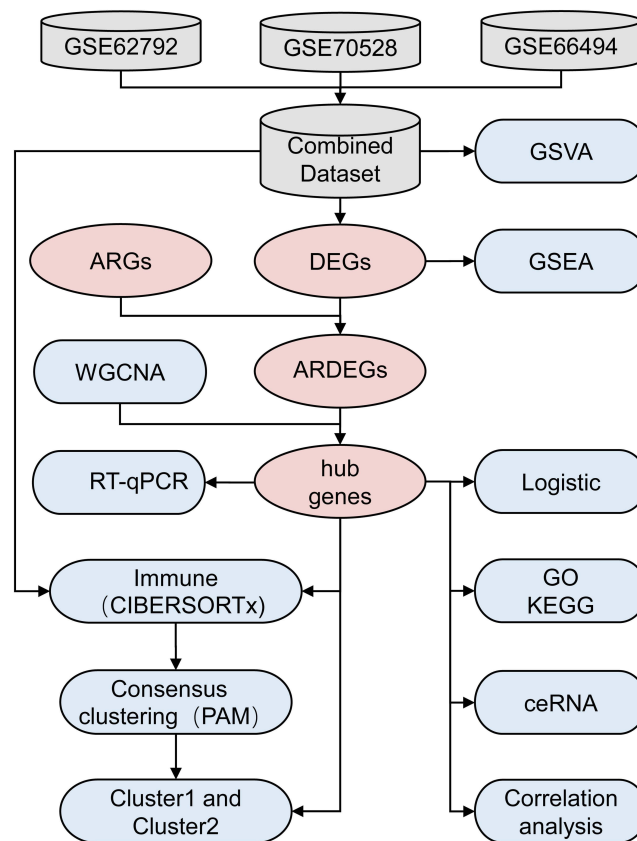 GSE62792
GSE70528
GSE66494
Combined
Dataset
GSVA
ARGs
DEGs
GSEA
WGCNA
ARDEGs
RT-qPCR
hub
genes
Logistic
Immune
（CIBERSORTx)
GO
KEGG
Consensus
clustering（PAM）
ceRNA
Cluster1 and
Cluster2
Correlation
analysis